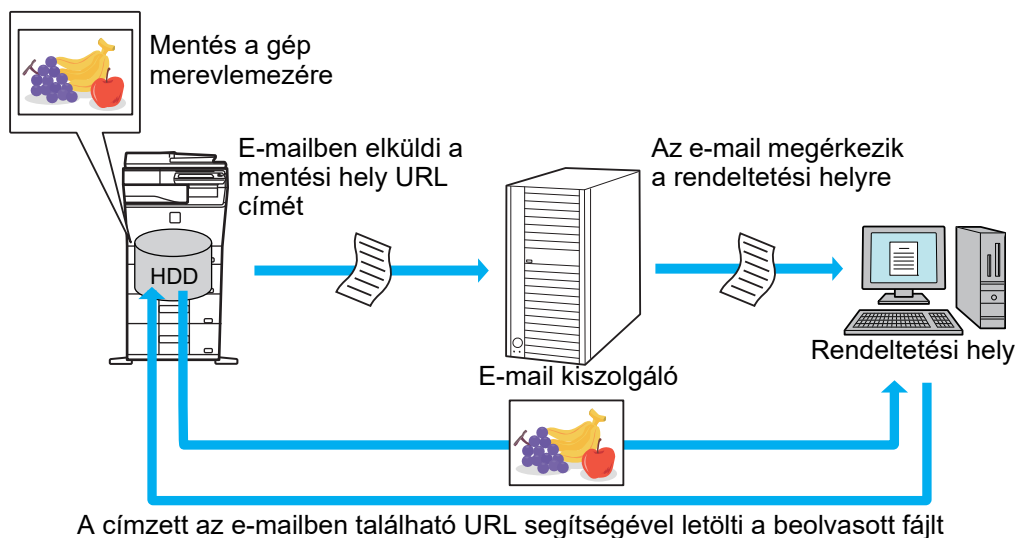 Mentés a gép
merevlemezére
E-mailben elküldi a
mentési hely URL
címét
Az e-mail megérkezik
a rendeltetési helyre
HDD
Rendeltetési hely
E-mail kiszolgáló
A címzett az e-mailben található URL segítségével letölti a beolvasott fájlt